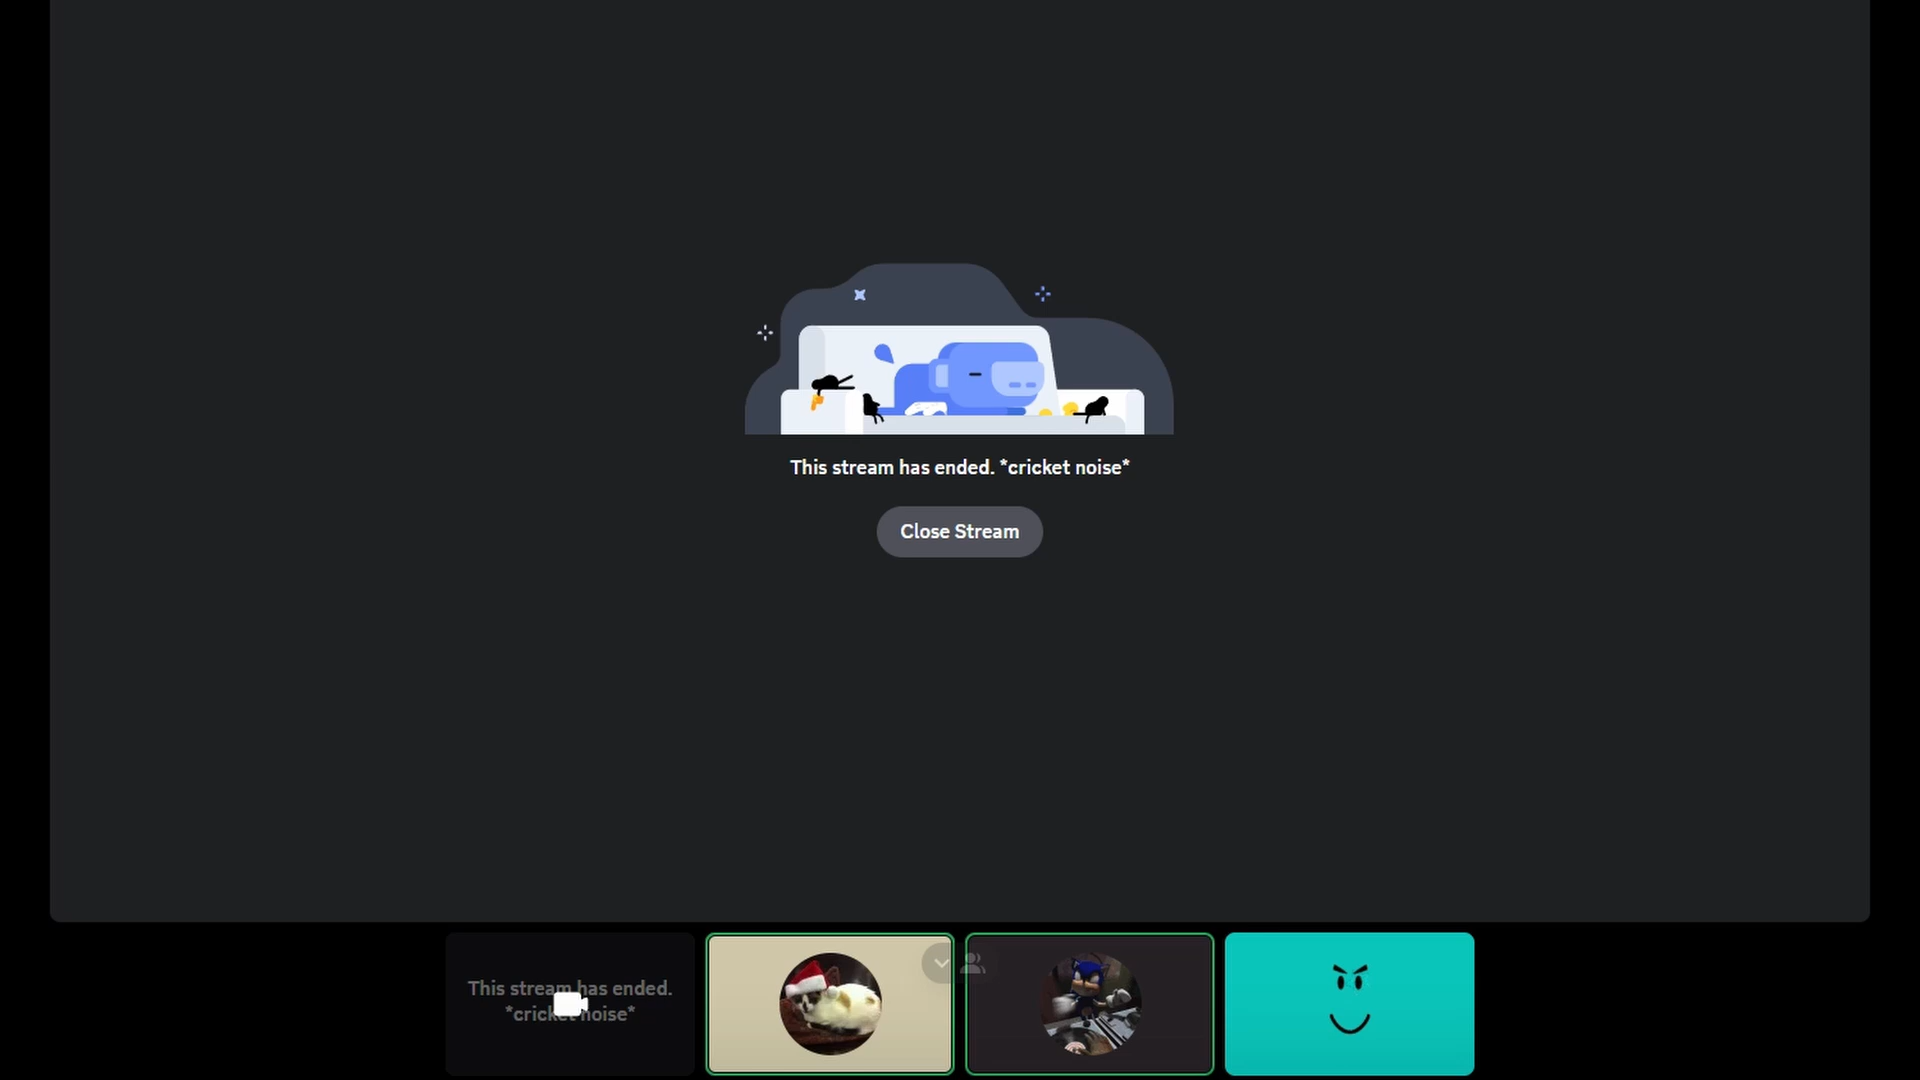 This stream has ended. *cricket noise*
Close Stream
This stream has ended.
*cricket noise*